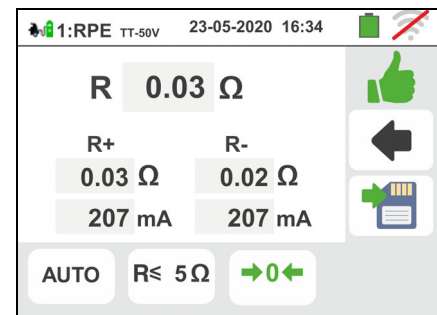 1:RPE TT-50V 23-05-2020 16:34
R 0.03 Ω
R+ R-
0.03 Ω 0.02 Ω
207 mA 207 mA
AUTO R≤ 5Ω →0←